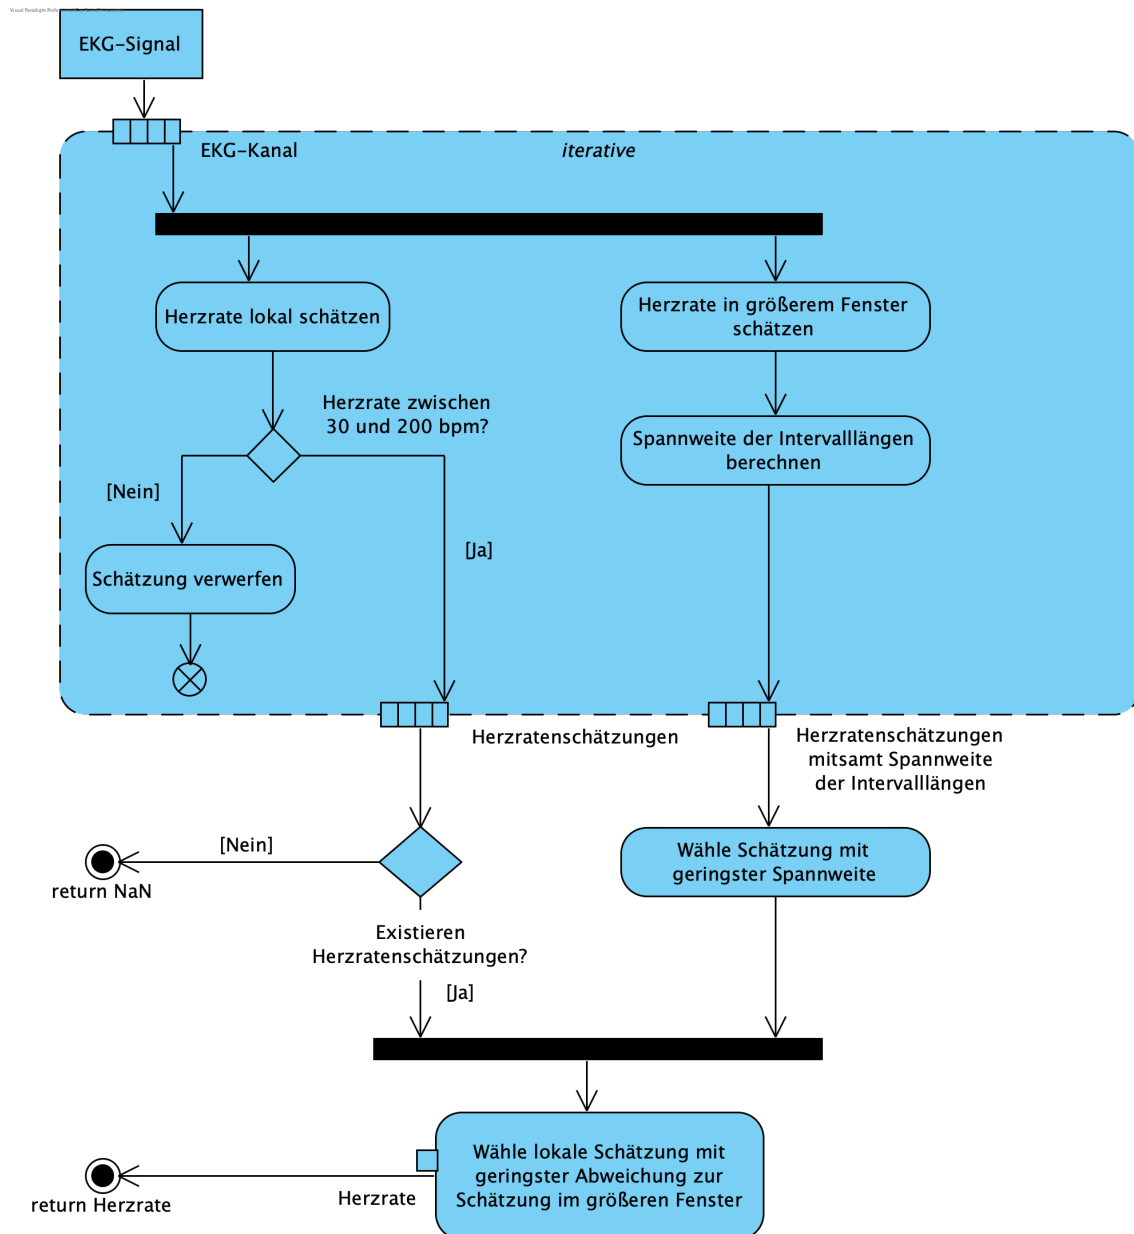 EKG-Signal
EKG-Kanal
iterative
Herzrate lokal schätzen
Herzrate in größerem Fenster
schätzen
Herzrate zwischen
30 und 200 bpm?
Spannweite der Intervalllängen
berechnen
[Nein]
[Ja]
Schätzung verwerfen
Herzratenschätzungen
Herzratenschätzungen
mitsamt Spannweite
der Intervalllängen
[Nein]
return NaN
Wähle Schätzung mit
geringster Spannweite
Existieren
Herzratenschätzungen?
[Ja]
Wähle lokale Schätzung mit
geringster Abweichung zur
Schätzung im größeren Fenster
Herzrate
return Herzrate